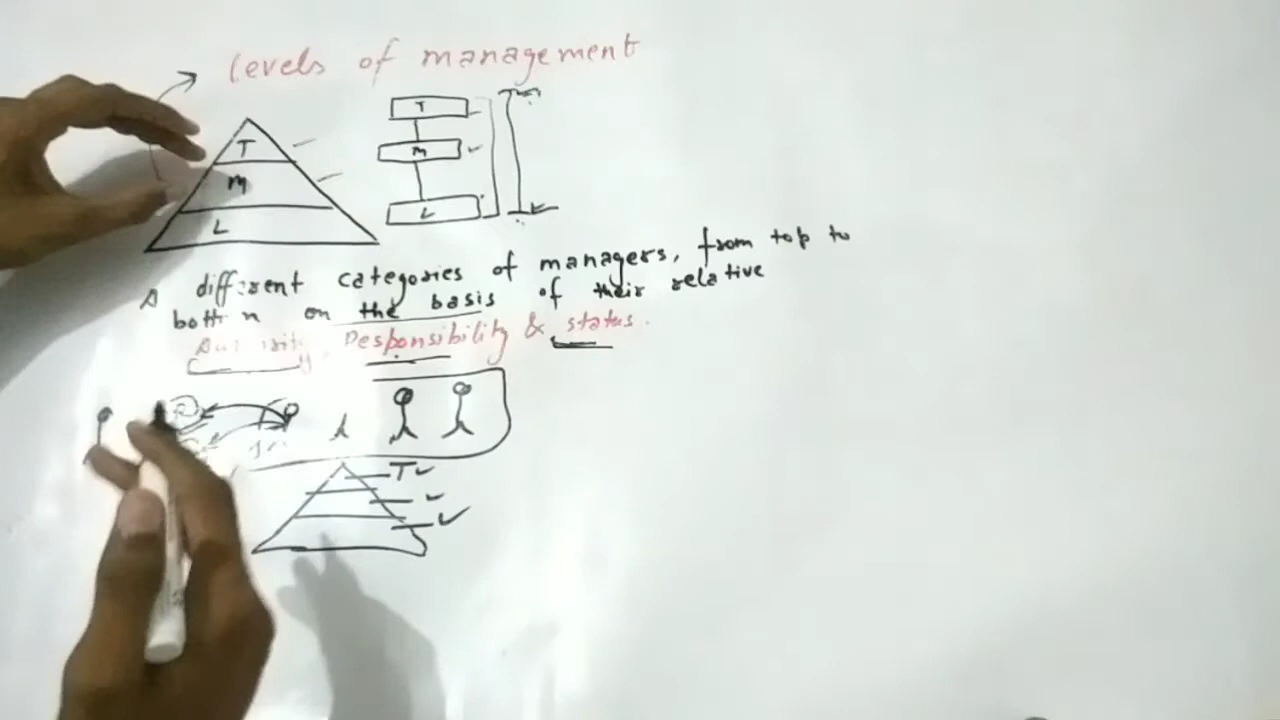 levels of management
T
M
L
T
M
L
different categories of managers, from top to
bottom on the basis of their relative
Responsibility & status.
T